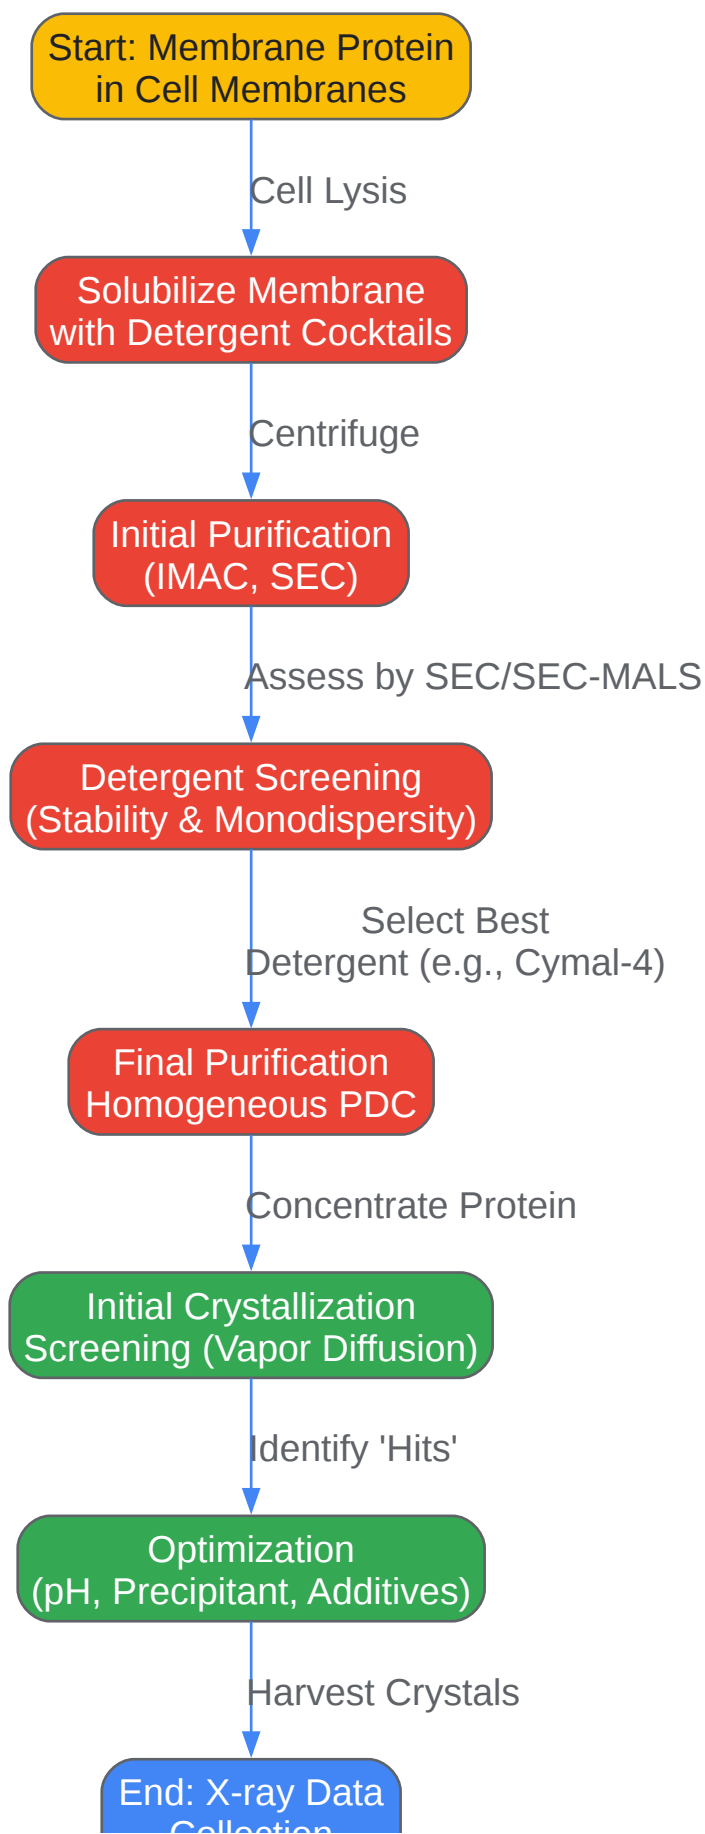 Start: Membrane Protein
in Cell Membranes
Cell Lysis
Solubilize Membrane
with Detergent Cocktails
Centrifuge
Initial Purification
(IMAC, SEC)
Assess by SEC/SEC-MALS
Detergent Screening
(Stability & Monodispersity)
Select Best
Detergent (e.g., Cymal-4)
Final Purification
Homogeneous PDC
Concentrate Protein
Initial Crystallization
Screening (Vapor Diffusion)
Identify 'Hits'
Optimization
(pH, Precipitant, Additives)
Harvest Crystals
End: X-ray Data
Collection